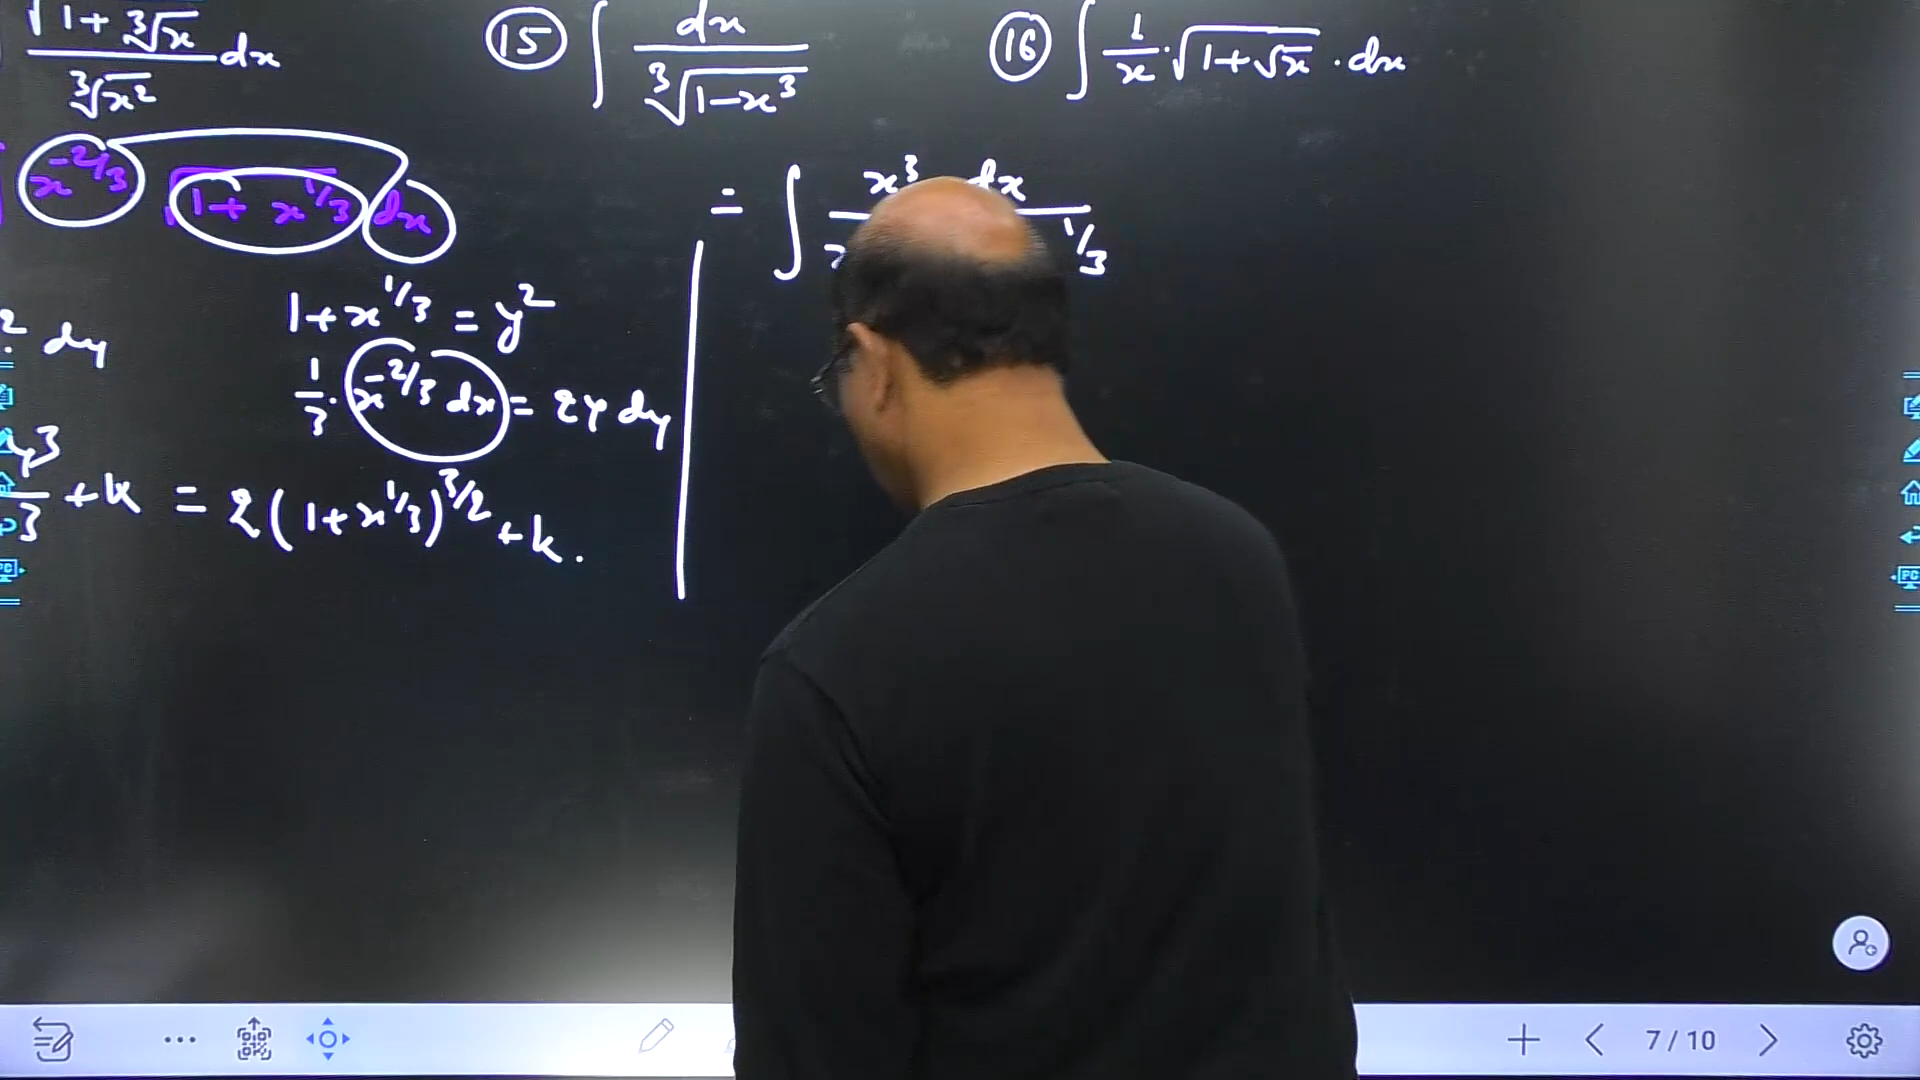 √(1+∛x) / ∛(x²) dx
(15) ∫ dx / ∛(1-x³)
(16) ∫ 1/x · √(1+√x) · dx
x^(-2/3) √(1+ x^(1/3)) dx
= ∫ x³ dx / 1/3
1+x^(1/3) = y²
dy
1/3 · x^(-2/3) dx = 2y dy
y³/3 + k = 2(1+x^(1/3))^(3/2) + k.
PC
PC
7/10